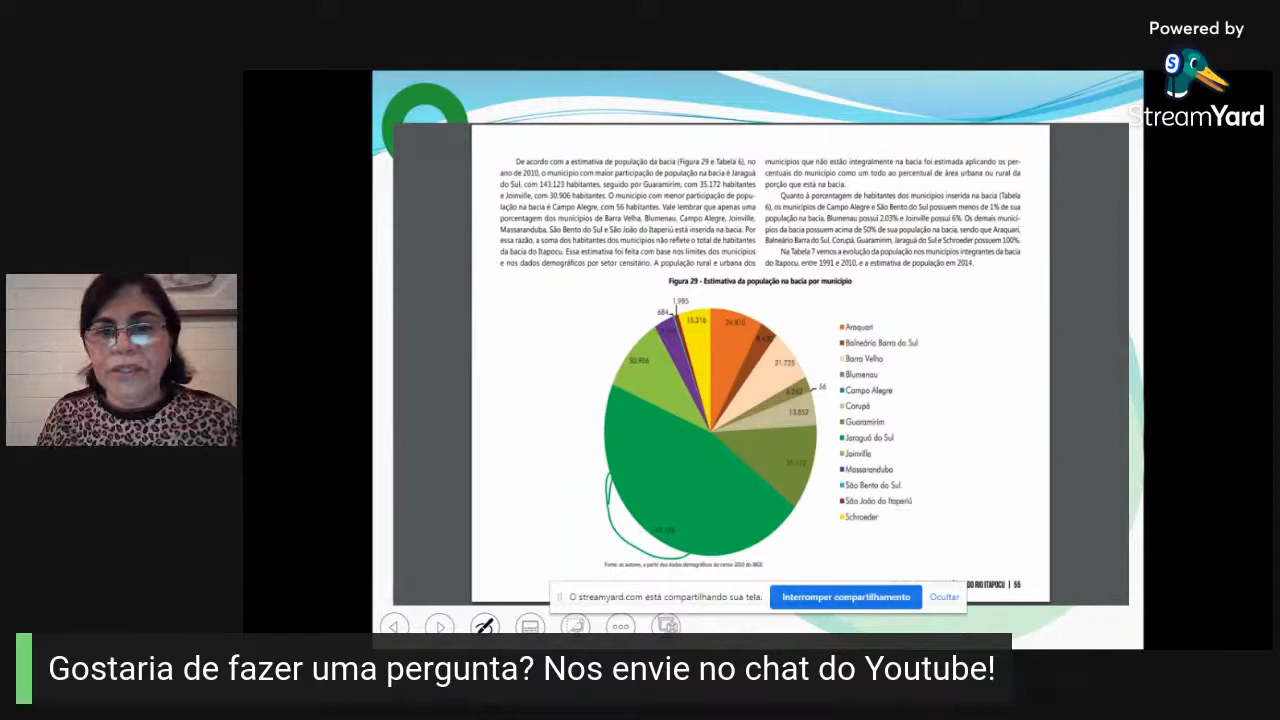 Powered by
StreamYard
De acordo com a estimativa de população da bacia (Figura 29 e Tabela 6), no
ano de 2010, o município com maior participação de população na bacia é Jaraguá
do Sul, com 143.123 habitantes, seguido por Guaramirim, com 35.172 habitantes
e Joinville, com 30.906 habitantes. O município com menor participação de popu-
lação na bacia é Campo Alegre, com 56 habitantes. Vale lembrar que apenas uma
porcentagem dos municípios de Barra Velha, Blumenau, Campo Alegre, Joinville,
Massaranduba, São Bento do Sul e São João do Itaperiú está inserida na bacia. Por
essa razão, a soma dos habitantes dos municípios não reflete o total de habitantes
da bacia do Itapocu. Essa estimativa foi feita com base nos limites dos municípios
e nos dados demográficos por setor censitário. A população rural e urbana dos
municípios que não estão integralmente na bacia foi estimada aplicando os per-
centuais do município como um todo ao percentual de área urbana ou rural da
porção que está na bacia.
Quanto à porcentagem de habitantes dos municípios inserida na bacia (Tabela
6), os municípios de Campo Alegre e São Bento do Sul possuem menos de 1% de sua
população na bacia, Blumenau possui 2,03% e Joinville possui 6%. Os demais municí-
pios da bacia possuem acima de 50% de sua população, sendo que Araquari,
Balneário Barra do Sul, Corupá, Guaramirim, Jaraguá do Sul e Schroeder possuem 100%.
Na Tabela 7 vemos a evolução da população nos municípios integrantes da bacia
do Itapocu, entre 1991 e 2010, e a estimativa de população em 2014.
Figura 29 - Estimativa da população na bacia por município
1.985
684
15.316
24.810
21.725
30.906
56
13.852
35.172
Araquari
Balneário Barra do Sul
Barra Velha
Blumenau
Campo Alegre
Corupá
Guaramirim
Jaraguá do Sul
Joinville
Massaranduba
São Bento do Sul
São João do Itaperiú
Schroeder
Fonte: os autores, a partir dos dados demográficos do censo 2010 do IBGE.
DO RIO ITAPOCU | 55
O streamyard.com está compartilhando sua tela.
Interromper compartilhamento
Ocultar
Gostaria de fazer uma pergunta? Nos envie no chat do Youtube!